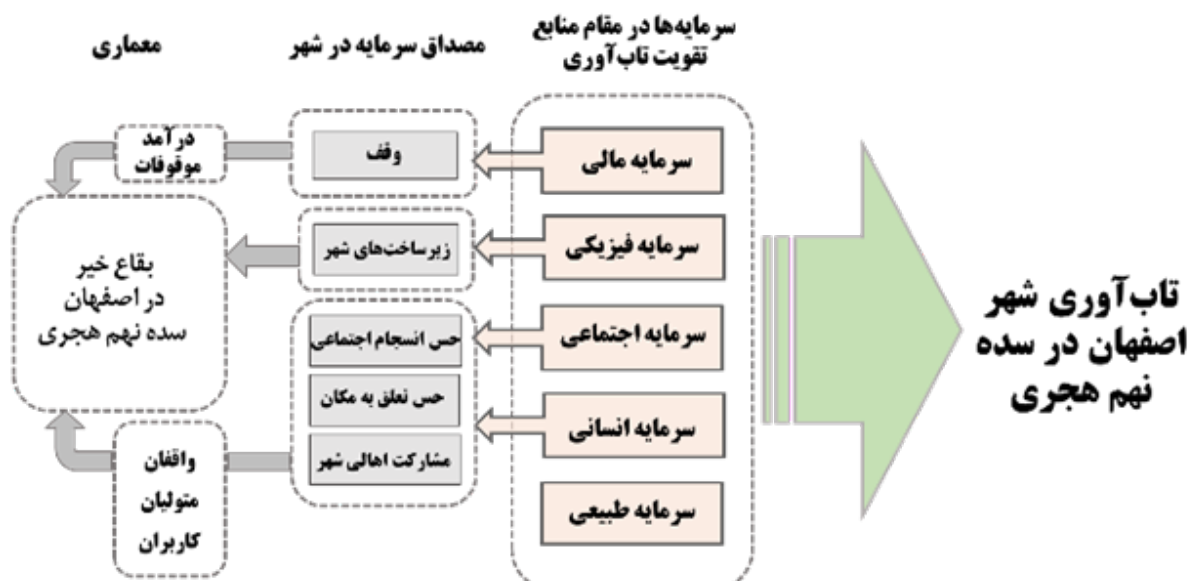 سرمایه‌ها در مقام منابع
تقویت تاب‌آوری
مصداق سرمایه در شهر
معماری
سرمایه مالی
سرمایه فیزیکی
سرمایه اجتماعی
سرمایه انسانی
سرمایه طبیعی
وقف
زیرساخت‌های شهر
حس انسجام اجتماعی
حس تعلق به مکان
مشارکت اهالی شهر
درآمد
موقوفات
بقاع خیر
در اصفهان
سده نهم هجری
واقفان
متولیان
کاربران
تاب‌آوری شهر
اصفهان در سده
نهم هجری